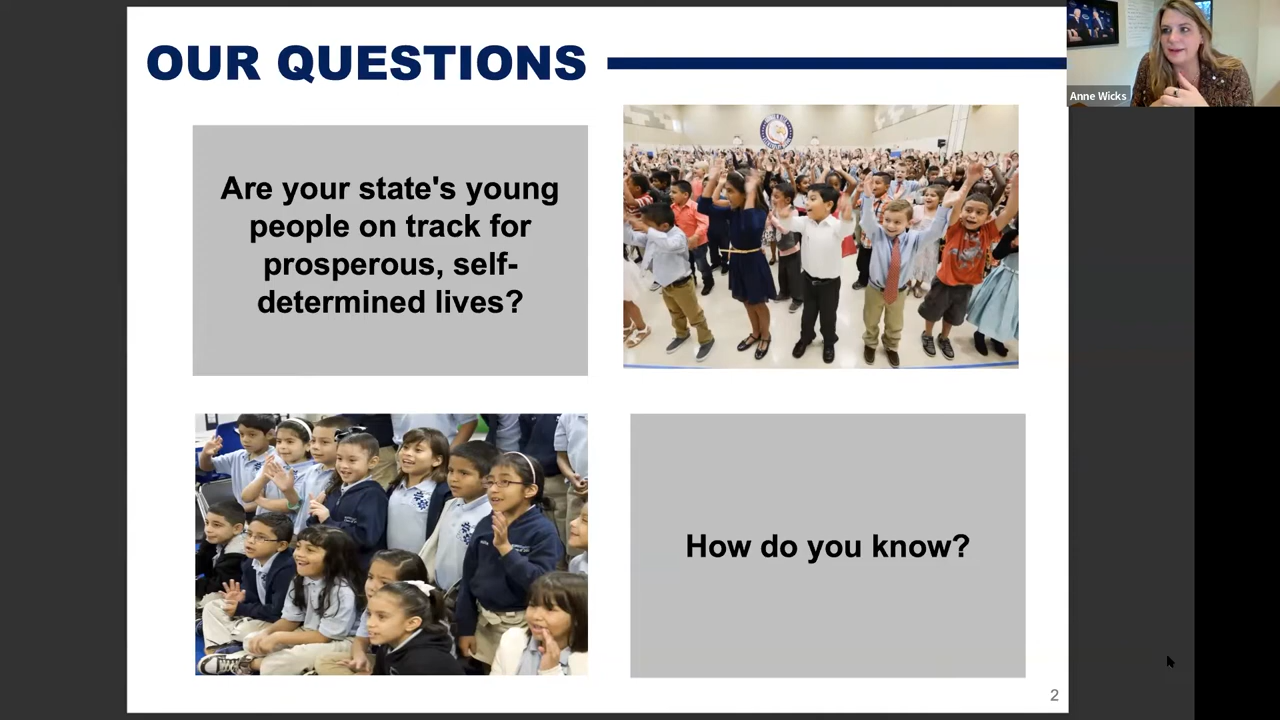 OUR QUESTIONS
Anne Wicks
Are your state's young
people on track for
prosperous, self-
determined lives?
How do you know?
2